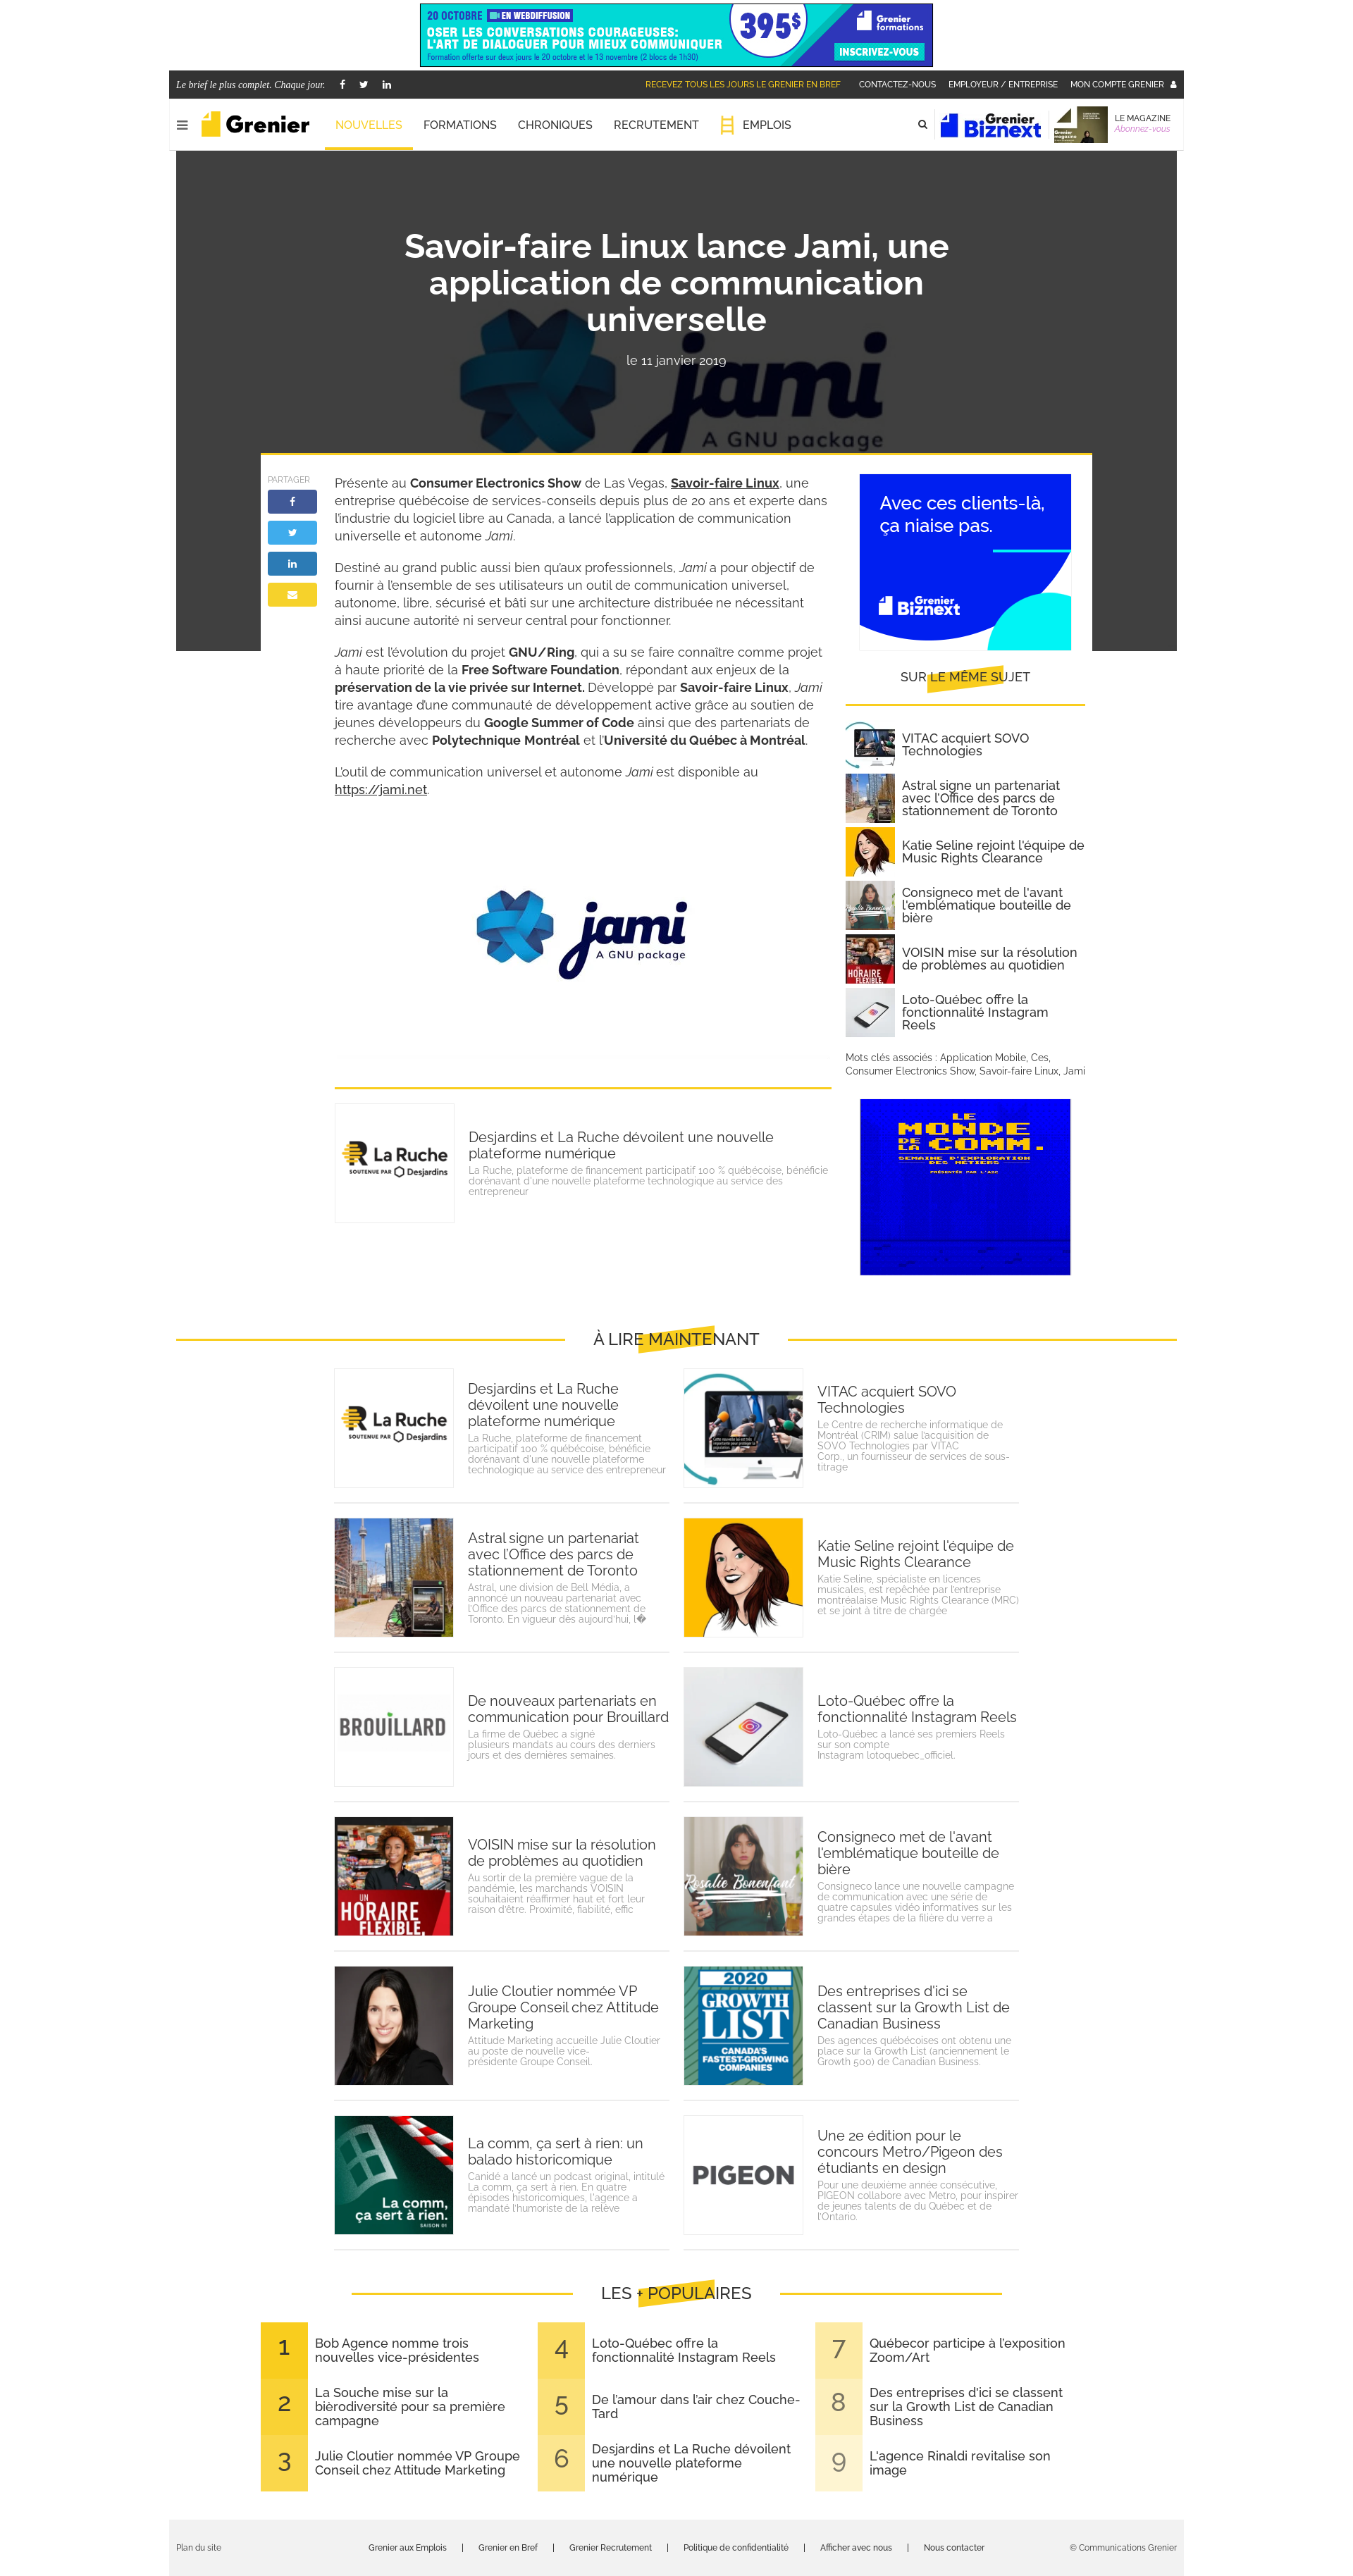 20 OCTOBRE EN WEBDIFFUSION
OSER LES CONVERSATIONS COURAGEUSES:
L'ART DE DIALOGUER POUR MIEUX COMMUNIQUER
Formation offerte sur deux jours le 20 octobre et le 13 novembre (2 blocs de 1h30)
395$
Grenier
formations
INSCRIVEZ-VOUS
Le brief le plus complet. Chaque jour.
RECEVEZ TOUS LES JOURS LE GRENIER EN BREF
CONTACTEZ-NOUS
EMPLOYEUR / ENTREPRISE
MON COMPTE GRENIER
Grenier
NOUVELLES
FORMATIONS
CHRONIQUES
RECRUTEMENT
EMPLOIS
Grenier
Biznext
Grenier
magazine
LE MAGAZINE
Abonnez-vous
Savoir-faire Linux lance Jami, une
application de communication
universelle
le 11 janvier 2019
jami
A GNU package
PARTAGER
Présente au Consumer Electronics Show de Las Vegas, Savoir-faire Linux, une
entreprise québécoise de services-conseils depuis plus de 20 ans et experte dans
l'industrie du logiciel libre au Canada, a lancé l'application de communication
universelle et autonome Jami.
Destiné au grand public aussi bien qu'aux professionnels, Jami a pour objectif de
fournir à l'ensemble de ses utilisateurs un outil de communication universel,
autonome, libre, sécurisé et bâti sur une architecture distribuée ne nécessitant
ainsi aucune autorité ni serveur central pour fonctionner.
Jami est l'évolution du projet GNU/Ring, qui a su se faire connaître comme projet
à haute priorité de la Free Software Foundation, répondant aux enjeux de la
préservation de la vie privée sur Internet. Développé par Savoir-faire Linux, Jami
tire avantage d'une communauté de développement active grâce au soutien de
jeunes développeurs du Google Summer of Code ainsi que des partenariats de
recherche avec Polytechnique Montréal et l'Université du Québec à Montréal.
L'outil de communication universel et autonome Jami est disponible au
https://jami.net.
jami
A GNU package
Avec ces clients-là,
ça niaise pas.
Grenier
Biznext
SUR LE MÊME SUJET
VITAC acquiert SOVO
Technologies
Astral signe un partenariat
avec l'Office des parcs de
stationnement de Toronto
Katie Seline rejoint l'équipe de
Music Rights Clearance
Consigneco met de l'avant
l'emblématique bouteille de
bière
VOISIN mise sur la résolution
de problèmes au quotidien
HORAIRE
FLEXIBLE,
Loto-Québec offre la
fonctionnalité Instagram
Reels
Mots clés associés : Application Mobile, Ces,
Consumer Electronics Show, Savoir-faire Linux, Jami
LE
MONDE
DE LA COMM.
SEMAINE D'EXPLORATION
DES MÉTIERS
PRÉSENTÉE PAR L'A2C
La Ruche
SOUTENUE PAR Desjardins
Desjardins et La Ruche dévoilent une nouvelle
plateforme numérique
La Ruche, plateforme de financement participatif 100 % québécoise, bénéficie
dorénavant d'une nouvelle plateforme technologique au service des
entrepreneur
À LIRE MAINTENANT
La Ruche
SOUTENUE PAR Desjardins
Desjardins et La Ruche
dévoilent une nouvelle
plateforme numérique
La Ruche, plateforme de financement
participatif 100 % québécoise, bénéficie
dorénavant d'une nouvelle plateforme
technologique au service des entrepreneur
VITAC acquiert SOVO
Technologies
Le Centre de recherche informatique de
Montréal (CRIM) salue l'acquisition de
SOVO Technologies par VITAC
Corp., un fournisseur de services de sous-
titrage
Astral signe un partenariat
avec l'Office des parcs de
stationnement de Toronto
Astral, une division de Bell Média, a
annoncé un nouveau partenariat avec
l'Office des parcs de stationnement de
Toronto. En vigueur dès aujourd'hui, l�
Katie Seline rejoint l'équipe de
Music Rights Clearance
Katie Seline, spécialiste en licences
musicales, est repêchée par l'entreprise
montréalaise Music Rights Clearance (MRC)
et se joint à titre de chargée
BROUILLARD
De nouveaux partenariats en
communication pour Brouillard
La firme de Québec a signé
plusieurs mandats au cours des derniers
jours et des dernières semaines.
Loto-Québec offre la
fonctionnalité Instagram Reels
Loto-Québec a lancé ses premiers Reels
sur son compte
Instagram lotoquebec_officiel.
UN
HORAIRE
FLEXIBLE,
VOISIN mise sur la résolution
de problèmes au quotidien
Au sortir de la première vague de la
pandémie, les marchands VOISIN
souhaitaient réaffirmer haut et fort leur
raison d'être. Proximité, fiabilité, effic
Rosalie Bonenfant
Consigneco met de l'avant
l'emblématique bouteille de
bière
Consigneco lance une nouvelle campagne
de communication avec une série de
quatre capsules vidéo informatives sur les
grandes étapes de la filière du verre a
Julie Cloutier nommée VP
Groupe Conseil chez Attitude
Marketing
Attitude Marketing accueille Julie Cloutier
au poste de nouvelle vice-
présidente Groupe Conseil.
2020
GROWTH
LIST
CANADA'S
FASTEST-GROWING
COMPANIES
Des entreprises d'ici se
classent sur la Growth List de
Canadian Business
Des agences québécoises ont obtenu une
place sur la Growth List (anciennement le
Growth 500) de Canadian Business.
La comm,
ça sert à rien.
SAISON 01
La comm, ça sert à rien: un
balado historicomique
Canidé a lancé un podcast original, intitulé
La comm, ça sert à rien. En quatre
épisodes historicomiques, l'agence a
mandaté l'humoriste de la relève
PIGEON
Une 2e édition pour le
concours Metro/Pigeon des
étudiants en design
Pour une deuxième année consécutive,
PIGEON collabore avec Metro, pour inspirer
de jeunes talents de du Québec et de
l'Ontario.
LES + POPULAIRES
1
Bob Agence nomme trois
nouvelles vice-présidentes
2
La Souche mise sur la
bièrodiversité pour sa première
campagne
3
Julie Cloutier nommée VP Groupe
Conseil chez Attitude Marketing
4
Loto-Québec offre la
fonctionnalité Instagram Reels
5
De l'amour dans l'air chez Couche-
Tard
6
Desjardins et La Ruche dévoilent
une nouvelle plateforme
numérique
7
Québecor participe à l'exposition
Zoom/Art
8
Des entreprises d'ici se classent
sur la Growth List de Canadian
Business
9
L'agence Rinaldi revitalise son
image
Plan du site
Grenier aux Emplois | Grenier en Bref | Grenier Recrutement | Politique de confidentialité | Afficher avec nous | Nous contacter
© Communications Grenier